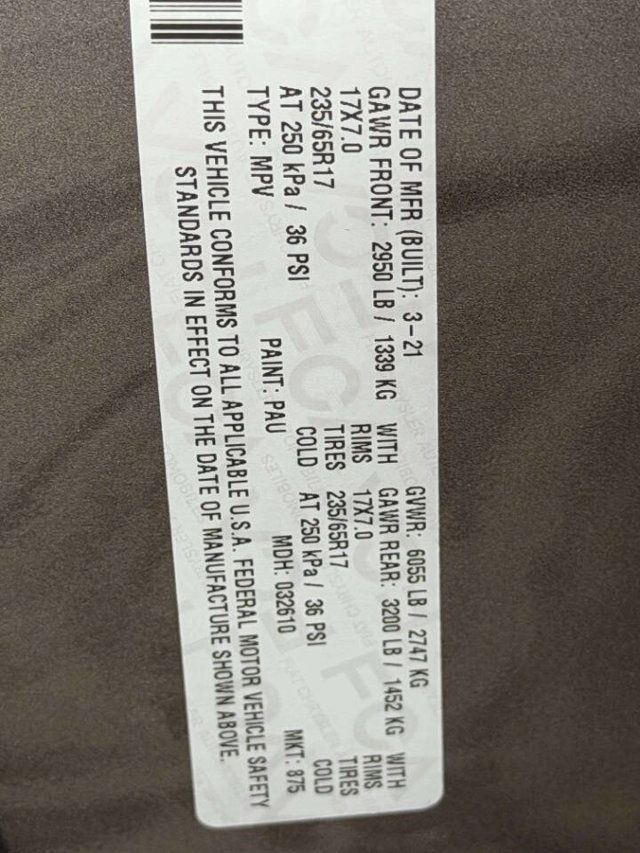 DATE OF MFR (BUILT): 3-21 GVWR: 6055 LB / 2747 KG
GAWR FRONT: 2950 LB / 1339 KG WITH GAWR REAR: 3200 LB / 1452 KG WITH
17X7.0 RIMS 17X7.0 RIMS
235/65R17 TIRES 235/65R17 TIRES
AT 250 kPa / 36 PSI COLD AT 250 kPa / 36 PSI COLD
TYPE: MPV PAINT: PAU MDH: 032610 MKT: 875
THIS VEHICLE CONFORMS TO ALL APPLICABLE U.S.A. FEDERAL MOTOR VEHICLE SAFETY
STANDARDS IN EFFECT ON THE DATE OF MANUFACTURE SHOWN ABOVE.